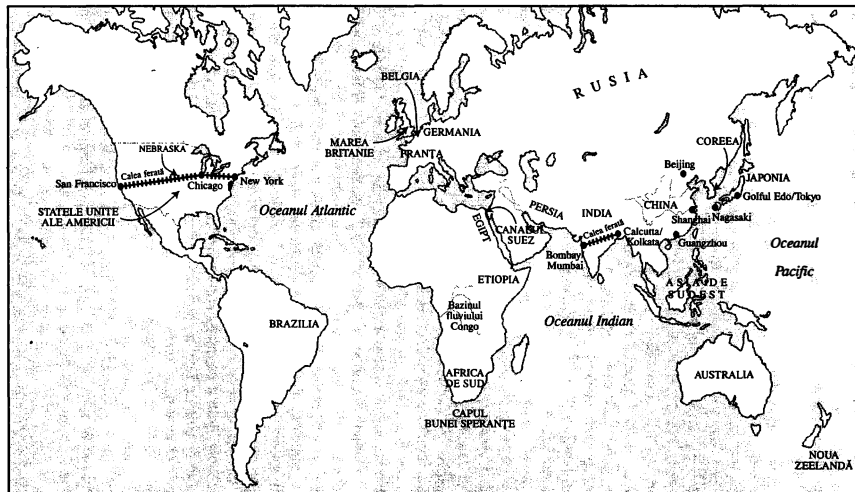 RUSIA
BELGIA
GERMANIA
MAREA
BRITANIE
FRANȚA
COREEA
NEBRASKA
Calea ferată
San Francisco
Chicago
New York
STATELE UNITE
ALE AMERICII
Oceanul Atlantic
Beijing
JAPONIA
Golful Edo/Tokyo
CHINA
Shanghai
Nagasaki
PERSIA
INDIA
EGIPT
CANALUL
SUEZ
Calea ferată
Calcutta/
Kolkata
Guangzhou
Bombay/
Mumbai
Oceanul
Pacific
ETIOPIA
ASIA DE
SUDEST
Bazinul
fluviului
Congo
Oceanul Indian
BRAZILIA
AFRICA
DE SUD
AUSTRALIA
CAPUL
BUNEI SPERANȚE
NOUA
ZEELANDĂ